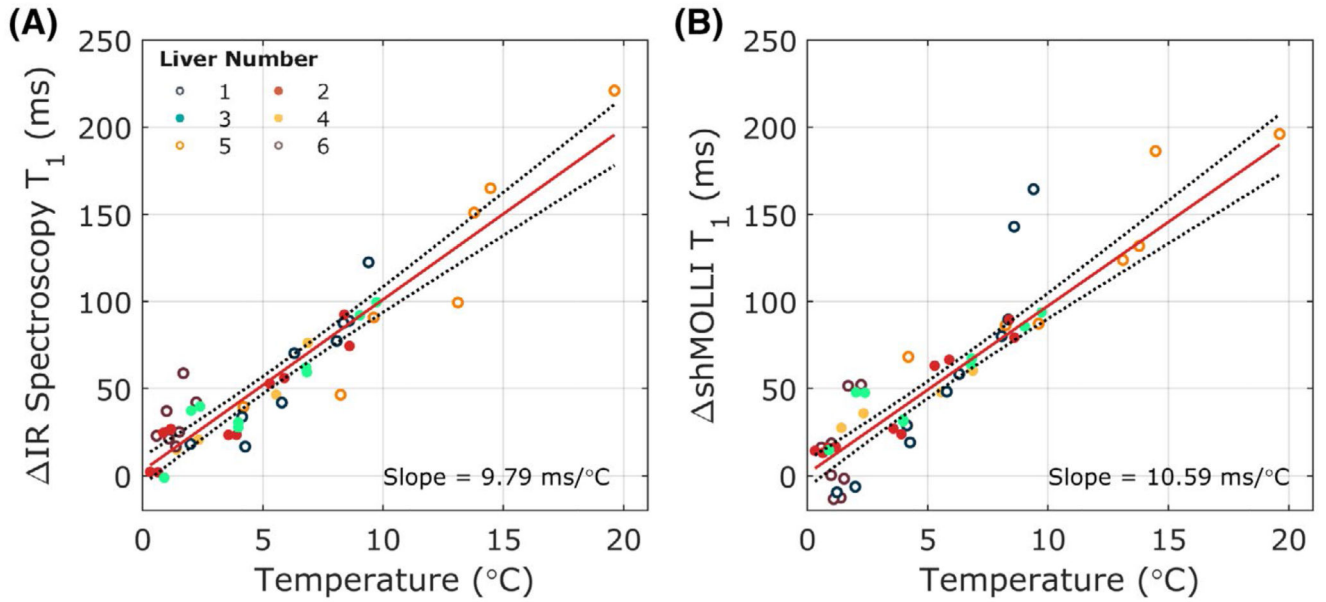 (A)
250
200
150
100
50
0
ΔIR Spectroscopy T1 (ms)
Liver Number
1 2
3 4
5 6
Slope = 9.79 ms/°C
0 5 10 15 20
Temperature (°C)
(B)
250
200
150
100
50
0
ΔshMOLLI T1 (ms)
Slope = 10.59 ms/°C
0 5 10 15 20
Temperature (°C)